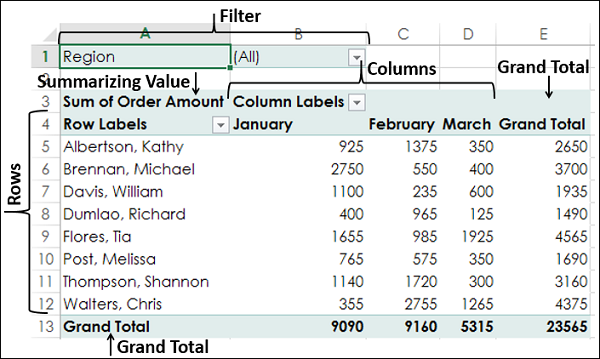 Filter
A B C D E
1 Region (All)
2
Summarizing Value Columns Grand Total
3 Sum of Order Amount Column Labels
4 Row Labels January February March Grand Total
Rows
5 Albertson, Kathy 925 1375 350 2650
6 Brennan, Michael 2750 550 400 3700
7 Davis, William 1100 235 600 1935
8 Dumlao, Richard 400 965 125 1490
9 Flores, Tia 1655 985 1925 4565
10 Post, Melissa 765 575 350 1690
11 Thompson, Shannon 1140 1720 300 3160
12 Walters, Chris 355 2755 1265 4375
13 Grand Total 9090 9160 5315 23565
Grand Total